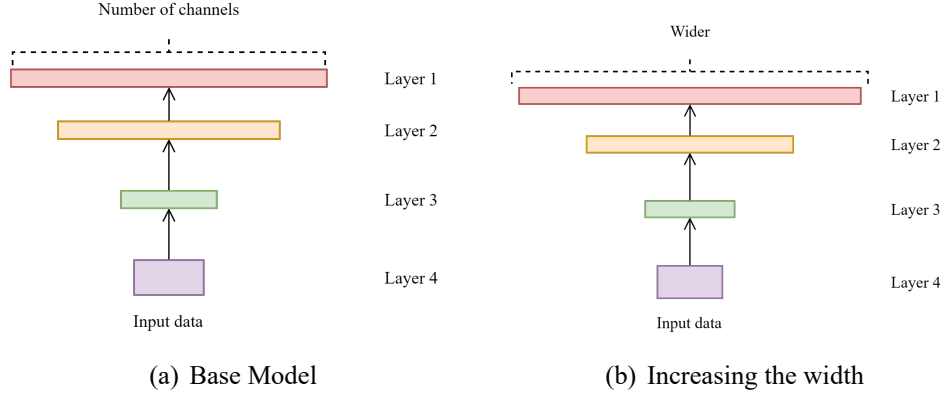 Number of channels
Layer 1
Layer 2
Layer 3
Layer 4
Input data
(a) Base Model
Wider
Layer 1
Layer 2
Layer 3
Layer 4
Input data
(b) Increasing the width